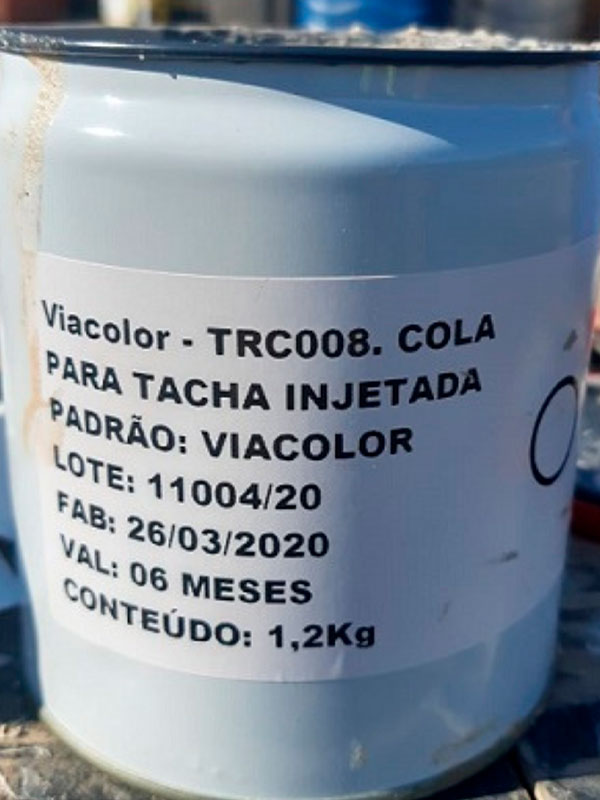 Viacolor - TRC008. COLA
PARA TACHA INJETADA
PADRÃO: VIACOLOR
LOTE: 11004/20
FAB: 26/03/2020
VAL: 06 MESES
CONTEÚDO: 1,2Kg